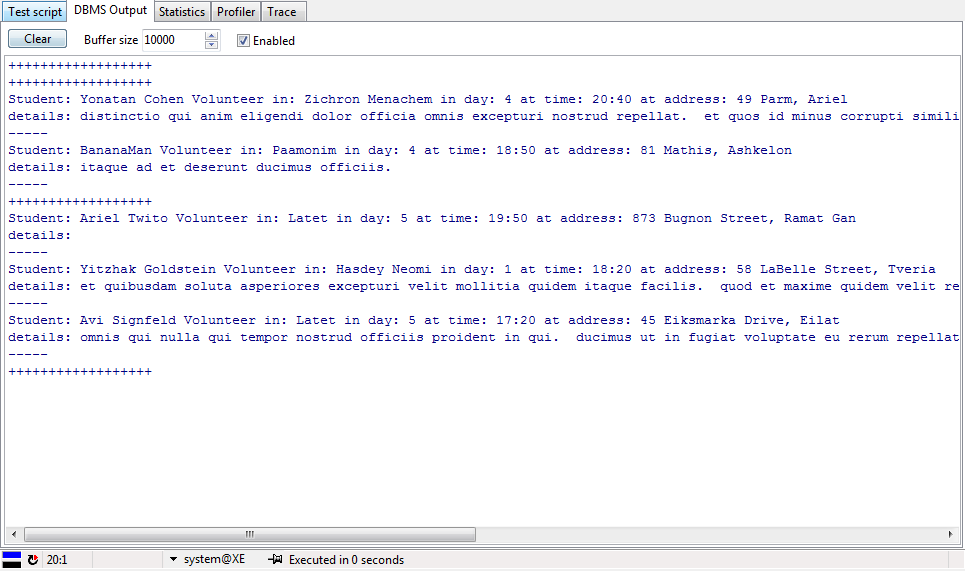 Test script DBMS Output Statistics Profiler Trace
Clear Buffer size 10000 Enabled
++++++++++++++++++
++++++++++++++++++
Student: Yonatan Cohen Volunteer in: Zichron Menachem in day: 4 at time: 20:40 at address: 49 Parm, Ariel
details: distinctio qui anim eligendi dolor officia omnis excepturi nostrud repellat.  et quos id minus corrupti simili
-----
Student: BananaMan Volunteer in: Paamonim in day: 4 at time: 18:50 at address: 81 Mathis, Ashkelon
details: itaque ad et deserunt ducimus officiis.
-----
++++++++++++++++++
Student: Ariel Twito Volunteer in: Latet in day: 5 at time: 19:50 at address: 873 Bugnon Street, Ramat Gan
details:
-----
Student: Yitzhak Goldstein Volunteer in: Hasdey Neomi in day: 1 at time: 18:20 at address: 58 LaBelle Street, Tveria
details: et quibusdam soluta asperiores excepturi velit mollitia quidem itaque facilis.  quod et maxime quidem velit re
-----
Student: Avi Signfeld Volunteer in: Latet in day: 5 at time: 17:20 at address: 45 Eiksmarka Drive, Eilat
details: omnis qui nulla qui tempor nostrud officiis proident in qui.  ducimus ut in fugiat voluptate eu rerum repellat
-----
++++++++++++++++++
20:1 system@XE Executed in 0 seconds